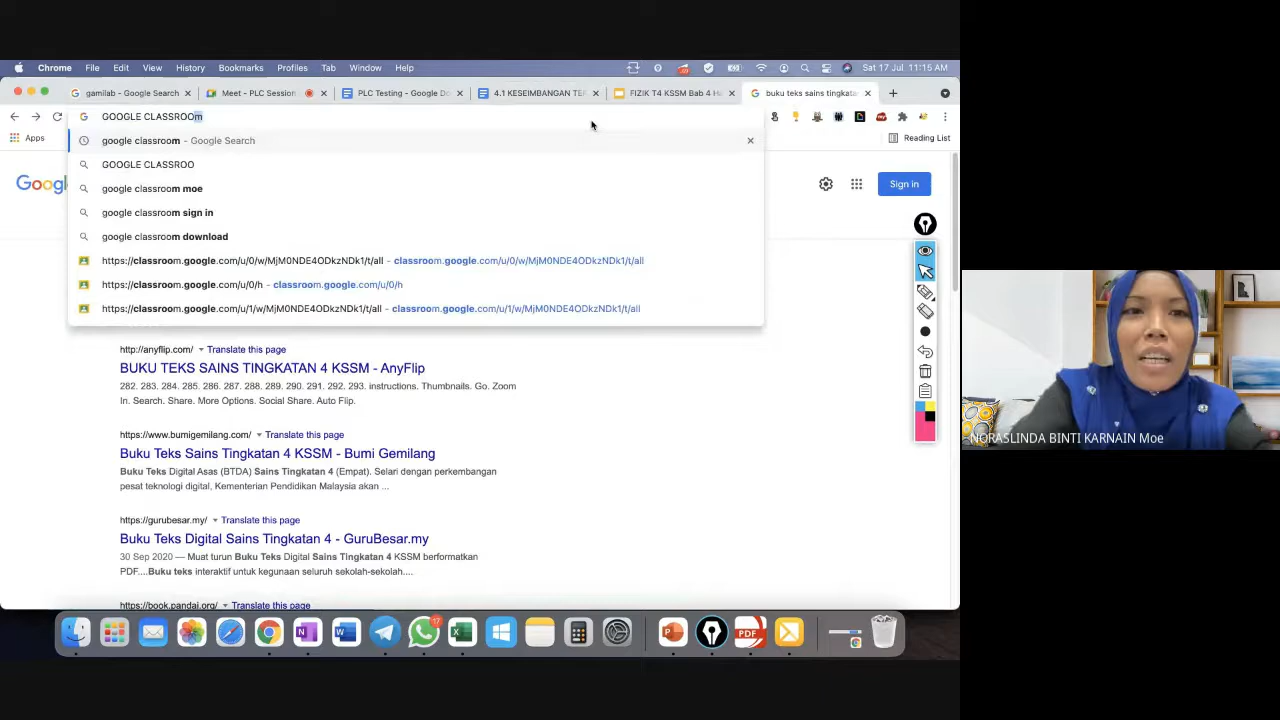 Chrome File Edit View History Bookmarks Profiles Tab Window Help Sat 17 Jul 11:15 AM
gamilab - Google Search
Meet - PLC Session
PLC Testing - Google Do
4.1 KESEIMBANGAN TER
FIZIK T4 KSSM Bab 4 Ha
buku teks sains tingkatan
GOOGLE CLASSROOm
Apps
Reading List
google classroom - Google Search
GOOGLE CLASSROO
google classroom moe
google classroom sign in
google classroom download
https://classroom.google.com/u/0/w/MjM0NDE4ODkzNDk1/t/all - classroom.google.com/u/0/w/MjM0NDE4ODkzNDk1/t/all
https://classroom.google.com/u/0/h - classroom.google.com/u/0/h
https://classroom.google.com/u/1/w/MjM0NDE4ODkzNDk1/t/all - classroom.google.com/u/1/w/MjM0NDE4ODkzNDk1/t/all
Sign in
http://anyflip.com/ Translate this page
BUKU TEKS SAINS TINGKATAN 4 KSSM - AnyFlip
282. 283. 284. 285. 286. 287. 288. 289. 290. 291. 292. 293. instructions. Thumbnails. Go. Zoom
In. Search. Share. More Options. Social Share. Auto Flip.
https://www.bumigemilang.com/ Translate this page
Buku Teks Sains Tingkatan 4 KSSM - Bumi Gemilang
Buku Teks Digital Asas (BTDA) Sains Tingkatan 4 (Empat). Selari dengan perkembangan
pesat teknologi digital, Kementerian Pendidikan Malaysia akan ...
https://gurubesar.my/ Translate this page
Buku Teks Digital Sains Tingkatan 4 - GuruBesar.my
30 Sep 2020 — Muat turun Buku Teks Digital Sains Tingkatan 4 KSSM berformatkan
PDF....Buku teks interaktif untuk kegunaan seluruh sekolah-sekolah....
https://book.pandai.org/ Translate this page
17
PDF
NORASLINDA BINTI KARNAIN Moe